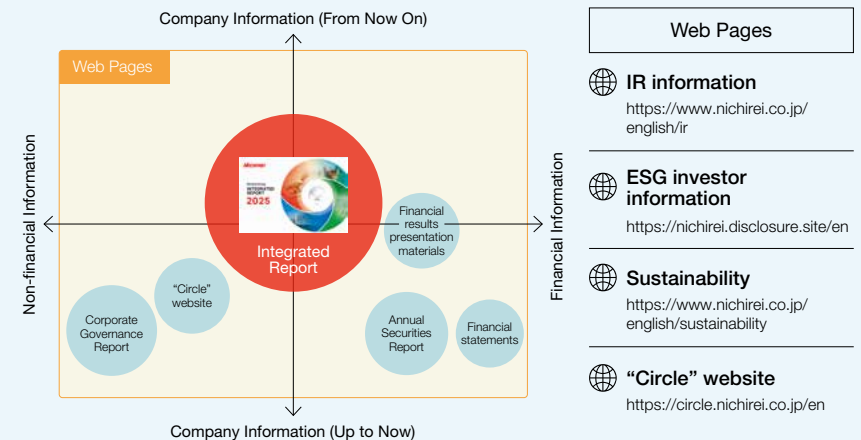 Company Information (From Now On)
Web Pages
Non-financial Information
Financial Information
nichirei
INTEGRATED
REPORT
2025
Integrated
Report
Financial
results
presentation
materials
“Circle”
website
Corporate
Governance
Report
Annual
Securities
Report
Financial
statements
Company Information (Up to Now)
Web Pages
IR information
https://www.nichirei.co.jp/
english/ir
ESG investor
information
https://nichirei.disclosure.site/en
Sustainability
https://www.nichirei.co.jp/
english/sustainability
“Circle” website
https://circle.nichirei.co.jp/en